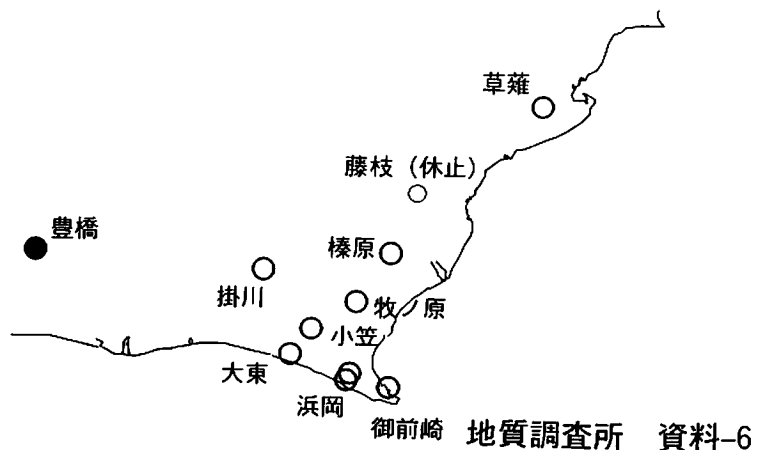 草薙
藤枝（休止）
豊橋
榛原
掛川
牧ノ原
小笠
大東
浜岡
御前崎
地質調査所　資料-6